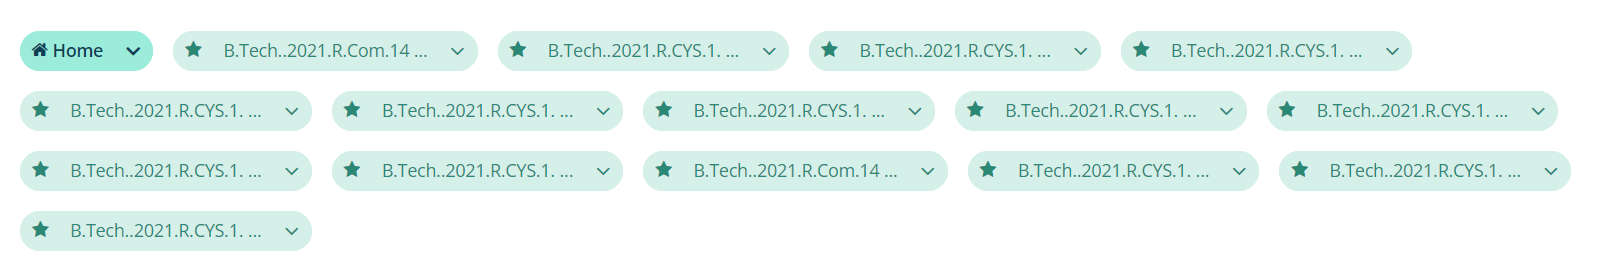 Home B.Tech..2021.R.Com.14 ... B.Tech..2021.R.CYS.1. ... B.Tech..2021.R.CYS.1. ... B.Tech..2021.R.CYS.1. ...
B.Tech..2021.R.CYS.1. ... B.Tech..2021.R.CYS.1. ... B.Tech..2021.R.CYS.1. ... B.Tech..2021.R.CYS.1. ... B.Tech..2021.R.CYS.1. ...
B.Tech..2021.R.CYS.1. ... B.Tech..2021.R.CYS.1. ... B.Tech..2021.R.Com.14 ... B.Tech..2021.R.CYS.1. ... B.Tech..2021.R.CYS.1. ...
B.Tech..2021.R.CYS.1. ...